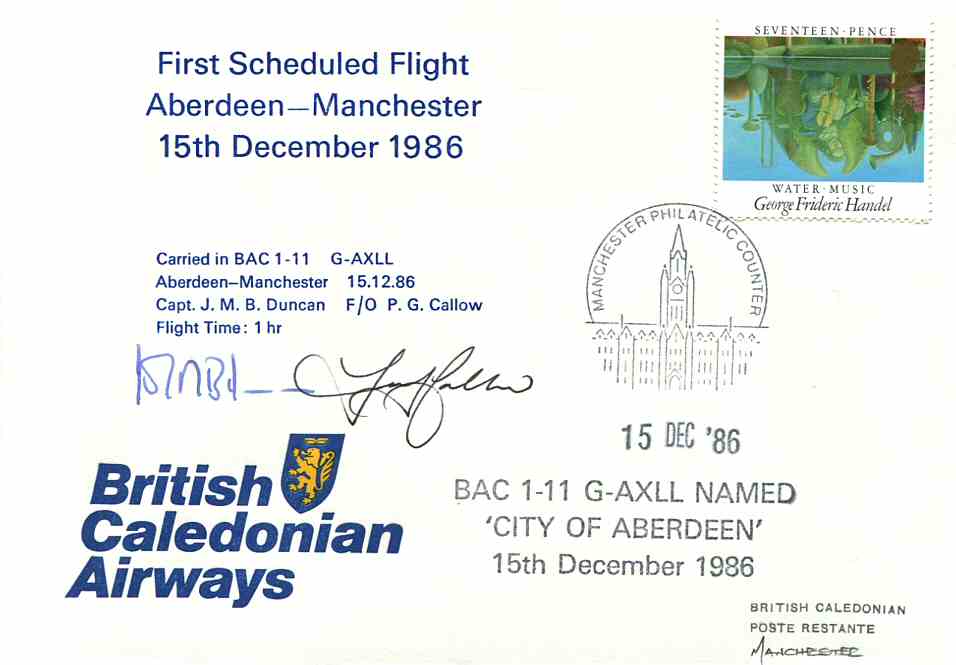 First Scheduled Flight
Aberdeen—Manchester
15th December 1986
SEVENTEEN·PENCE
WATER·MUSIC
George Frideric Handel
MANCHESTER PHILATELIC COUNTER
Carried in BAC 1-11 G-AXLL
Aberdeen–Manchester 15.12.86
Capt. J. M. B. Duncan F/O P. G. Callow
Flight Time: 1 hr
15 DEC '86
British
Caledonian
Airways
BAC 1-11 G-AXLL NAMED
'CITY OF ABERDEEN'
15th December 1986
BRITISH CALEDONIAN
POSTE RESTANTE
MANCHESTER